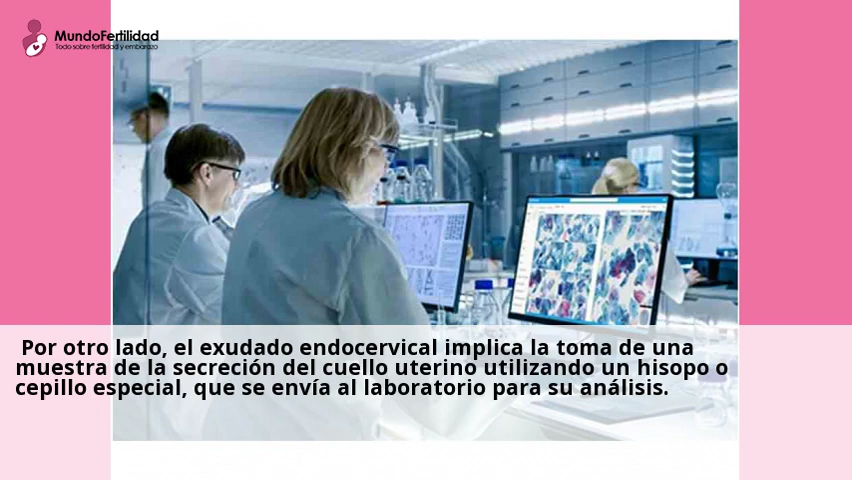 MundoFertilidad
Todo sobre fertilidad y embarazo
Por otro lado, el exudado endocervical implica la toma de una
muestra de la secreción del cuello uterino utilizando un hisopo o
cepillo especial, que se envía al laboratorio para su análisis.